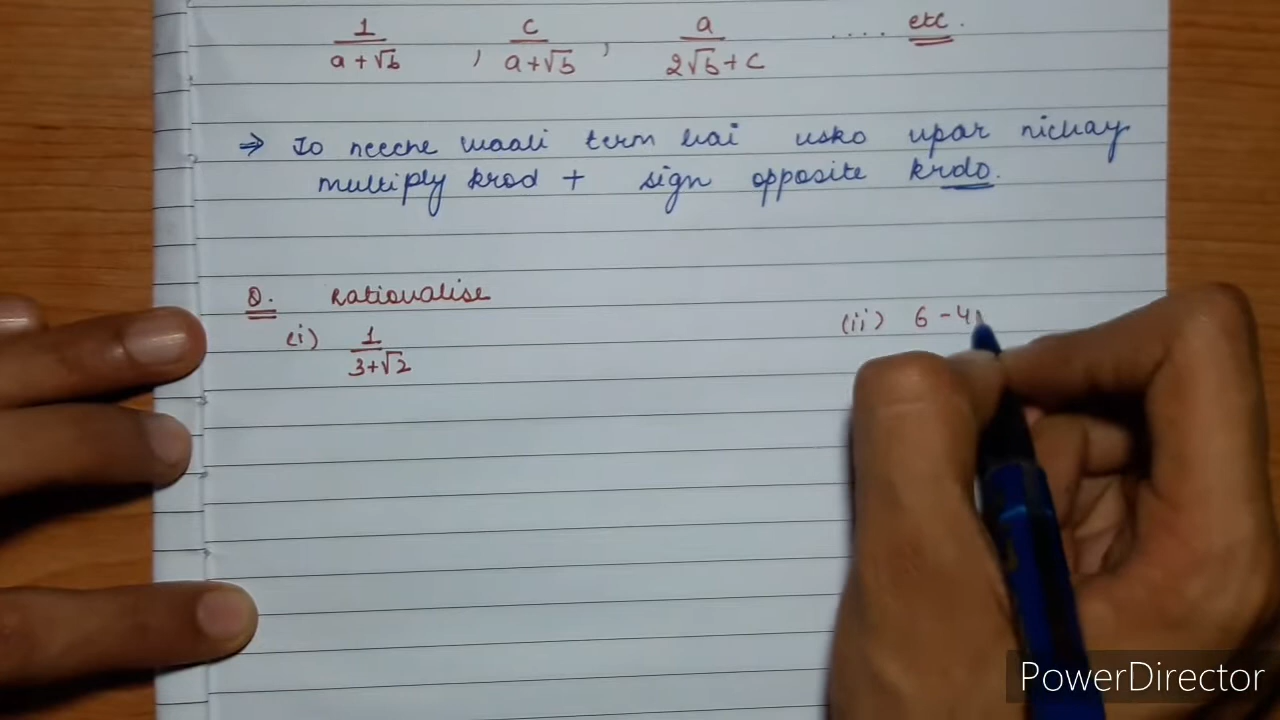 1/(a+√b) , c/(a+√b) , a/(2√b+c) .... etc.
⇒ Jo neeche waali term hai usko upar nichay
multiply krod + sign opposite krdo.
Q. Rationalise
(i) 1/(3+√2) (ii) 6-4
PowerDirector